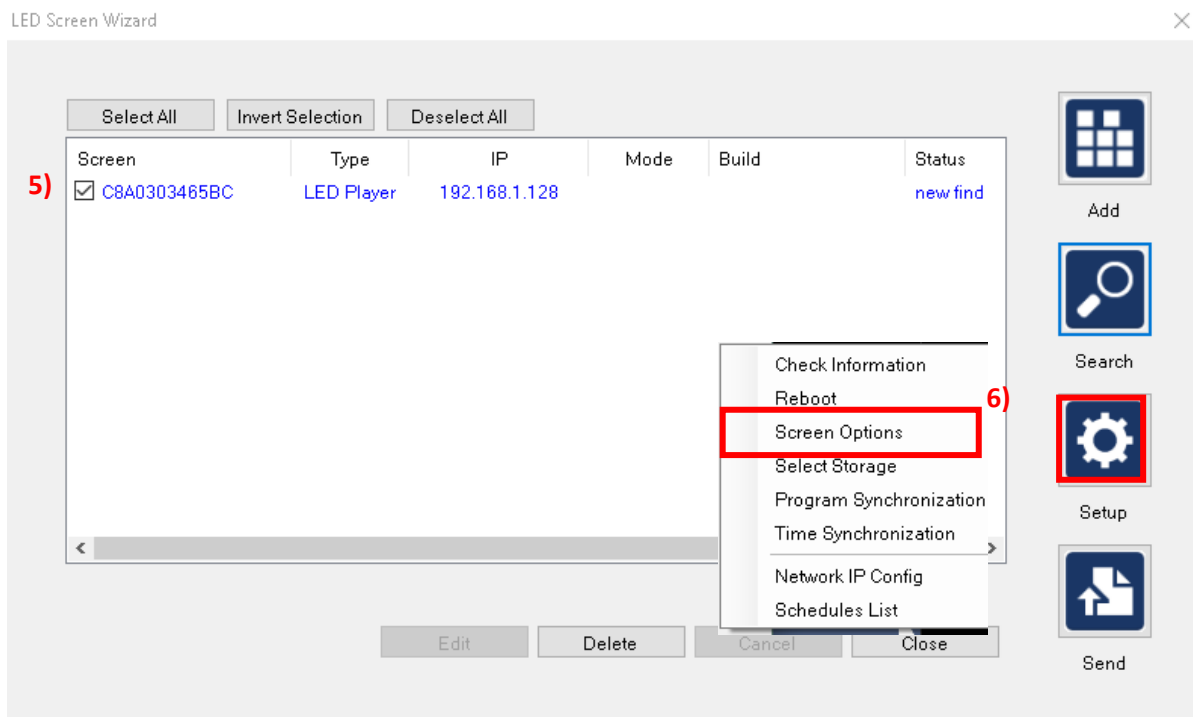 LED Screen Wizard
Select All Invert Selection Deselect All
Screen Type IP Mode Build Status
5) C8A0303465BC LED Player 192.168.1.128 new find
Add
Search
Check Information
Reboot
6)
Screen Options
Select Storage
Program Synchronization
Setup
Time Synchronization
Network IP Config
Schedules List
Edit Delete Cancel Close
Send